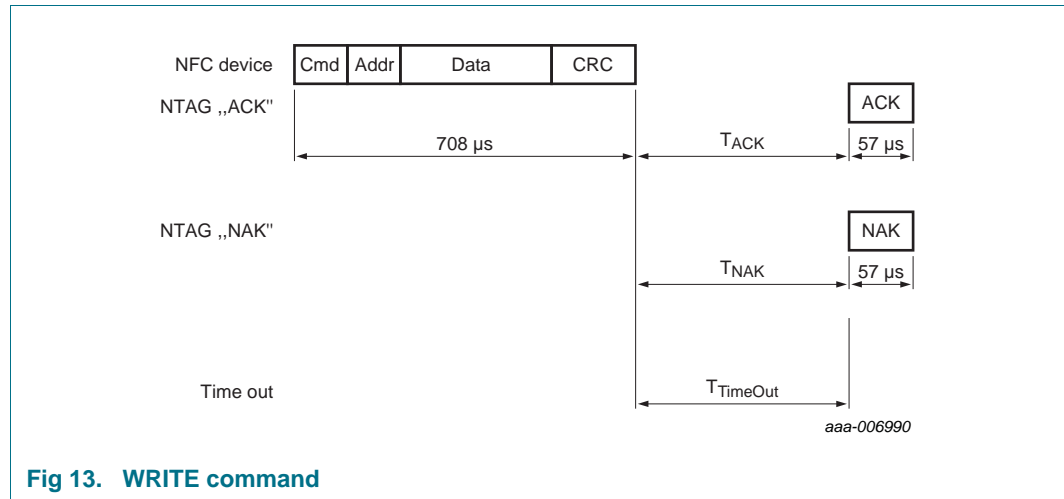 NFC device Cmd Addr Data CRC
NTAG ,,ACK" ACK
708 µs TACK 57 µs
NTAG ,,NAK" NAK
TNAK 57 µs
Time out TTimeOut
aaa-006990
Fig 13. WRITE command